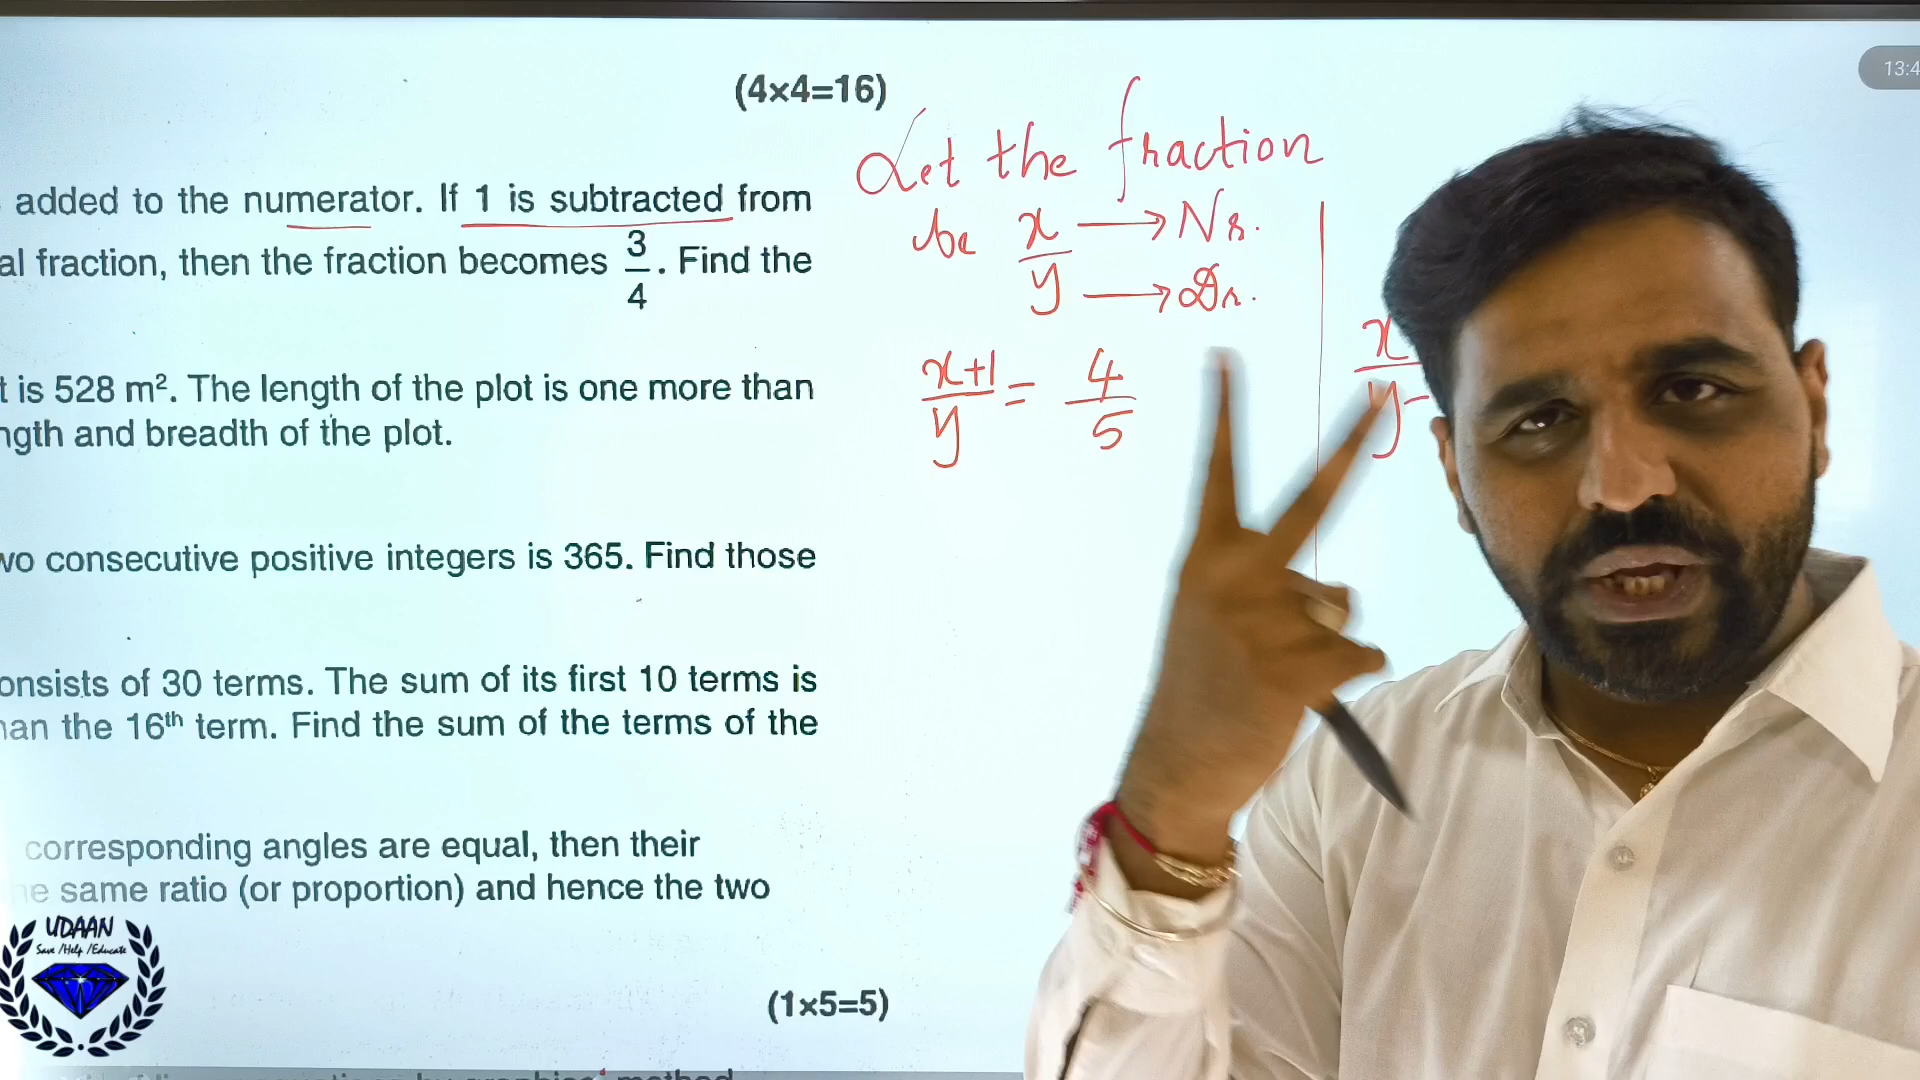 (4×4=16)
added to the numerator. If 1 is subtracted from
al fraction, then the fraction becomes 3/4. Find the
t is 528 m². The length of the plot is one more than
ngth and breadth of the plot.
wo consecutive positive integers is 365. Find those
onsists of 30 terms. The sum of its first 10 terms is
han the 16th term. Find the sum of the terms of the
corresponding angles are equal, then their
e same ratio (or proportion) and hence the two
(1×5=5)
method
Let the fraction
be x/y → Nr.
→ Dr.
x+1/y = 4/5
x
y-
13:4
UDAAN
Save /Help /Educate